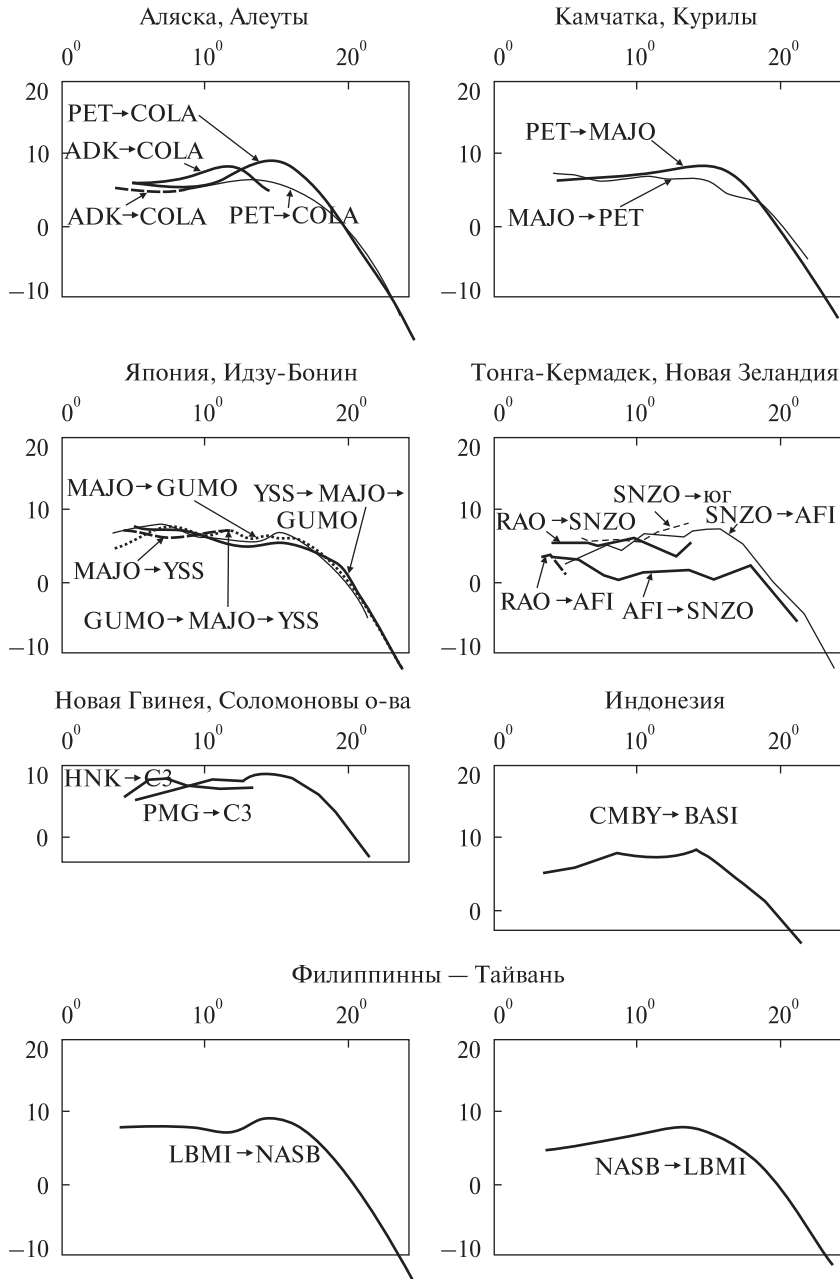 Аляска, Алеуты
0⁰ 10⁰ 20⁰
20
PET→COLA
10
ADK→COLA
ADK→COLA PET→COLA
0
–10
Камчатка, Курилы
0⁰ 10⁰ 20⁰
20
PET→MAJO
10
MAJO→PET
0
–10
Япония, Идзу-Бонин
0⁰ 10⁰ 20⁰
20
MAJO→GUMO YSS→MAJO→
10 GUMO
MAJO→YSS
0
GUMO→MAJO→YSS
–10
Тонга-Кермадек, Новая Зеландия
0⁰ 10⁰ 20⁰
20
SNZO→юг
10
RAO→SNZO SNZO→AFI
0
RAO→AFI AFI→SNZO
–10
Новая Гвинея, Соломоновы о-ва
0⁰ 10⁰ 20⁰
10 HNK→C3
PMG→C3
0
Индонезия
0⁰ 10⁰ 20⁰
20
CMBY→BASI
10
0
Филиппинны — Тайвань
0⁰ 10⁰ 20⁰
20
10
LBMI→NASB
0
–10
0⁰ 10⁰ 20⁰
20
10
NASB→LBMI
0
–10